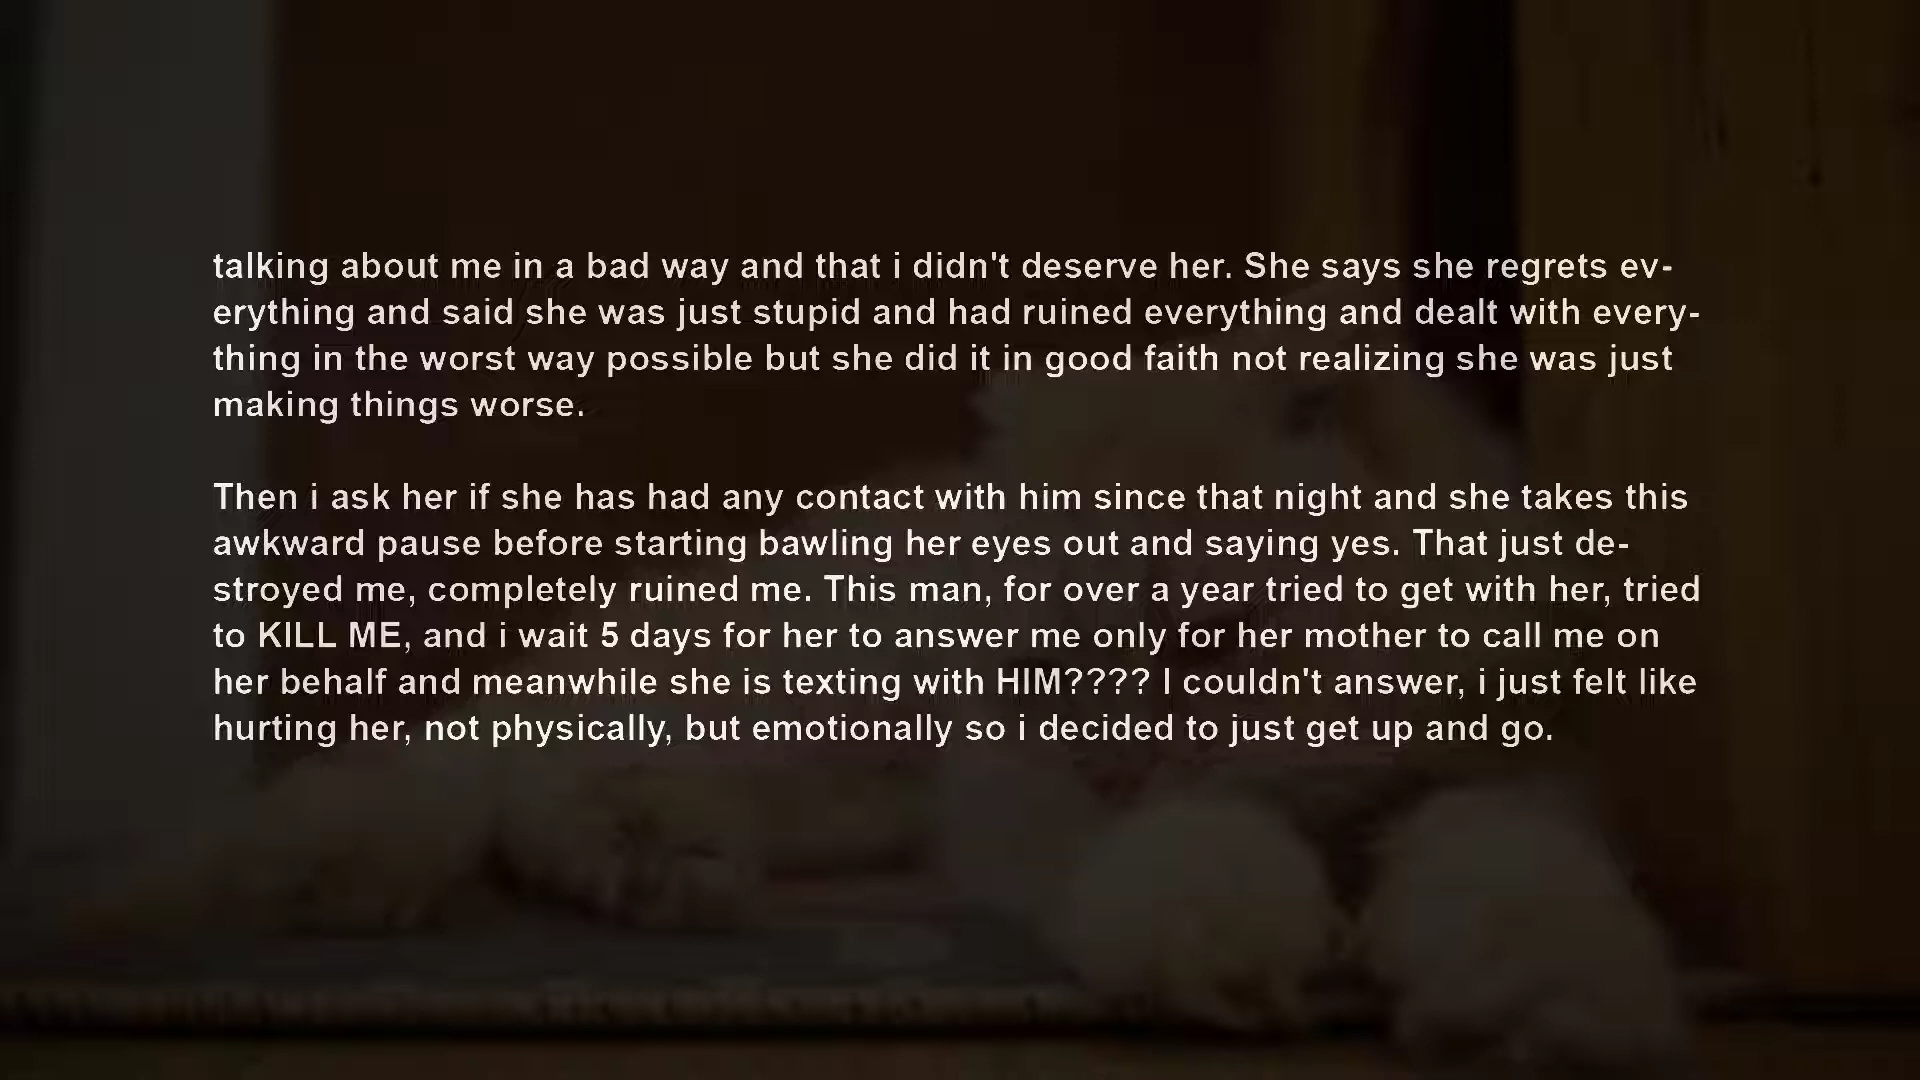 talking about me in a bad way and that i didn't deserve her. She says she regrets ev-
erything and said she was just stupid and had ruined everything and dealt with every-
thing in the worst way possible but she did it in good faith not realizing she was just
making things worse.
Then i ask her if she has had any contact with him since that night and she takes this
awkward pause before starting bawling her eyes out and saying yes. That just de-
stroyed me, completely ruined me. This man, for over a year tried to get with her, tried
to KILL ME, and i wait 5 days for her to answer me only for her mother to call me on
her behalf and meanwhile she is texting with HIM???? I couldn't answer, i just felt like
hurting her, not physically, but emotionally so i decided to just get up and go.